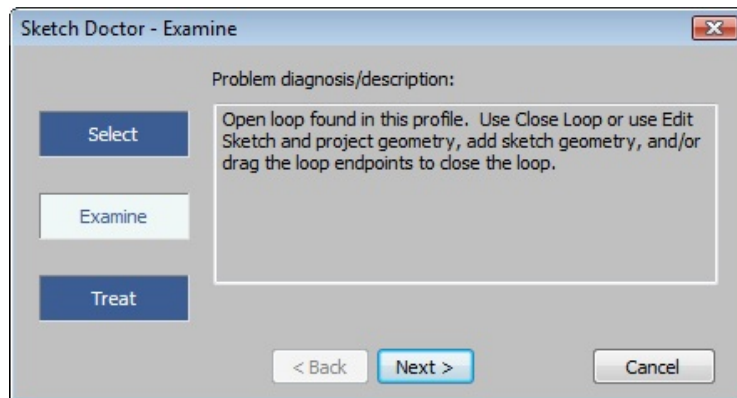 Sketch Doctor - Examine
Problem diagnosis/description:
Select
Examine
Treat
Open loop found in this profile.  Use Close Loop or use Edit
Sketch and project geometry, add sketch geometry, and/or
drag the loop endpoints to close the loop.
< Back
Next >
Cancel